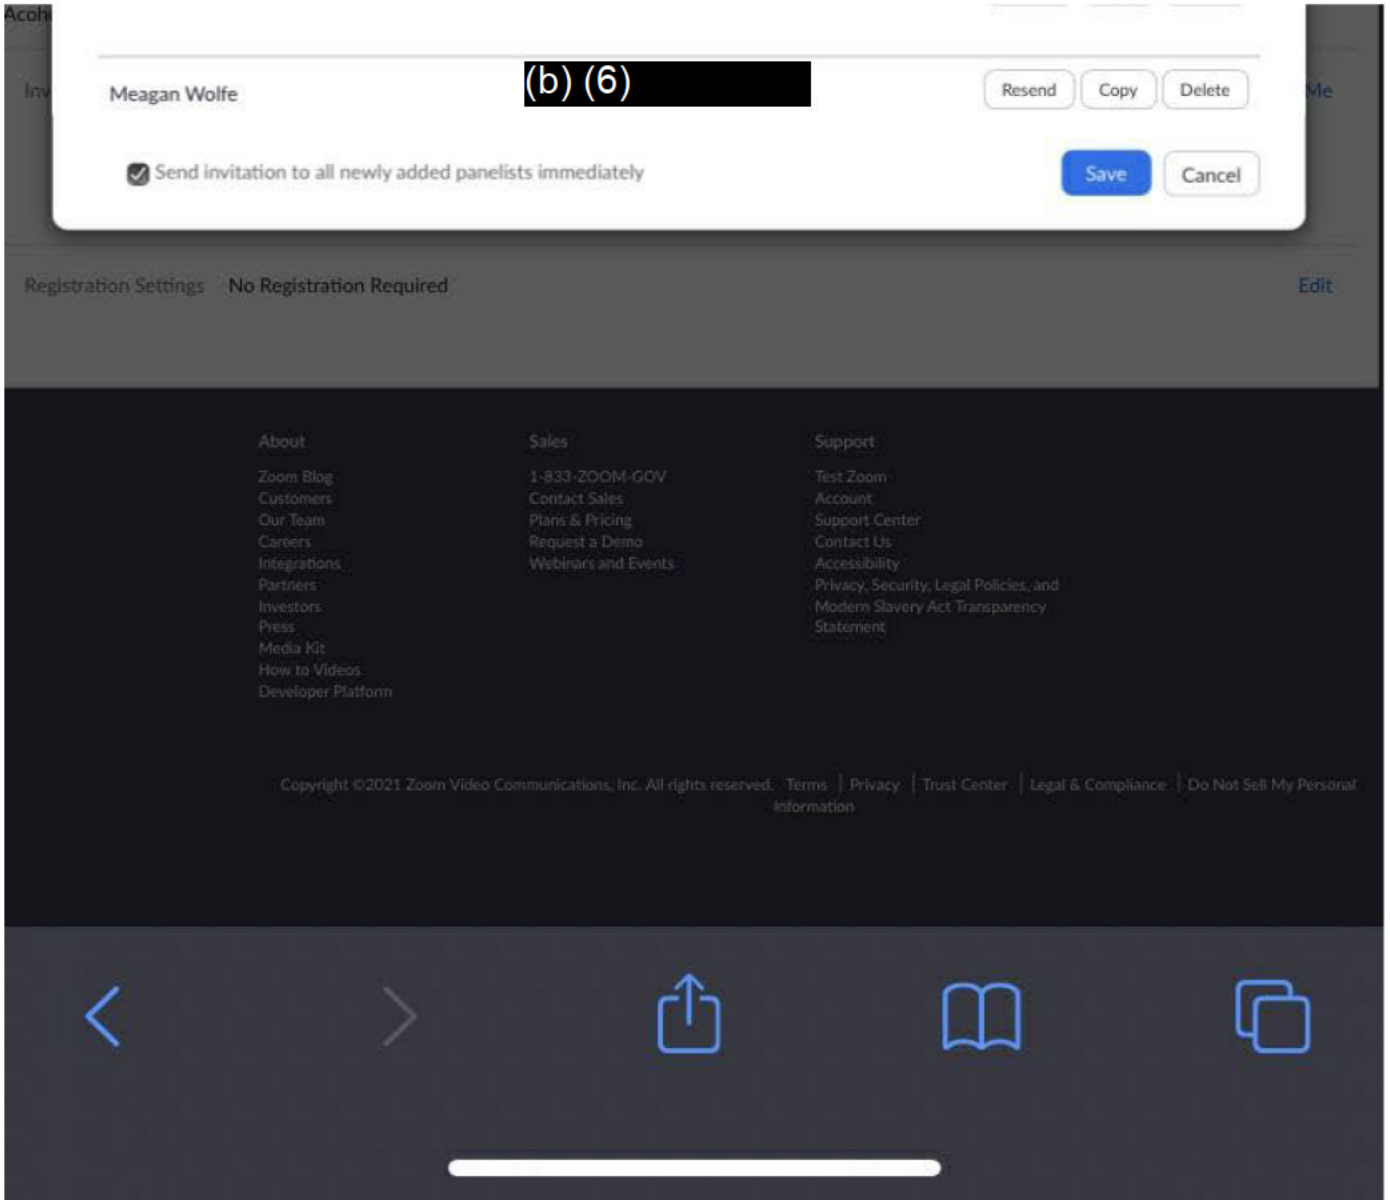 Acoh
Meagan Wolfe (b) (6) Resend Copy Delete
Inv Me
Send invitation to all newly added panelists immediately Save Cancel
Registration Settings No Registration Required Edit
About
Zoom Blog
Customers
Our Team
Careers
Integrations
Partners
Investors
Press
Media Kit
How to Videos
Developer Platform
Sales
1-833-ZOOM-GOV
Contact Sales
Plans & Pricing
Request a Demo
Webinars and Events
Support
Test Zoom
Account
Support Center
Contact Us
Accessibility
Privacy, Security, Legal Policies, and
Modern Slavery Act Transparency
Statement
Copyright ©2021 Zoom Video Communications, Inc. All rights reserved. Terms | Privacy | Trust Center | Legal & Compliance | Do Not Sell My Personal
Information